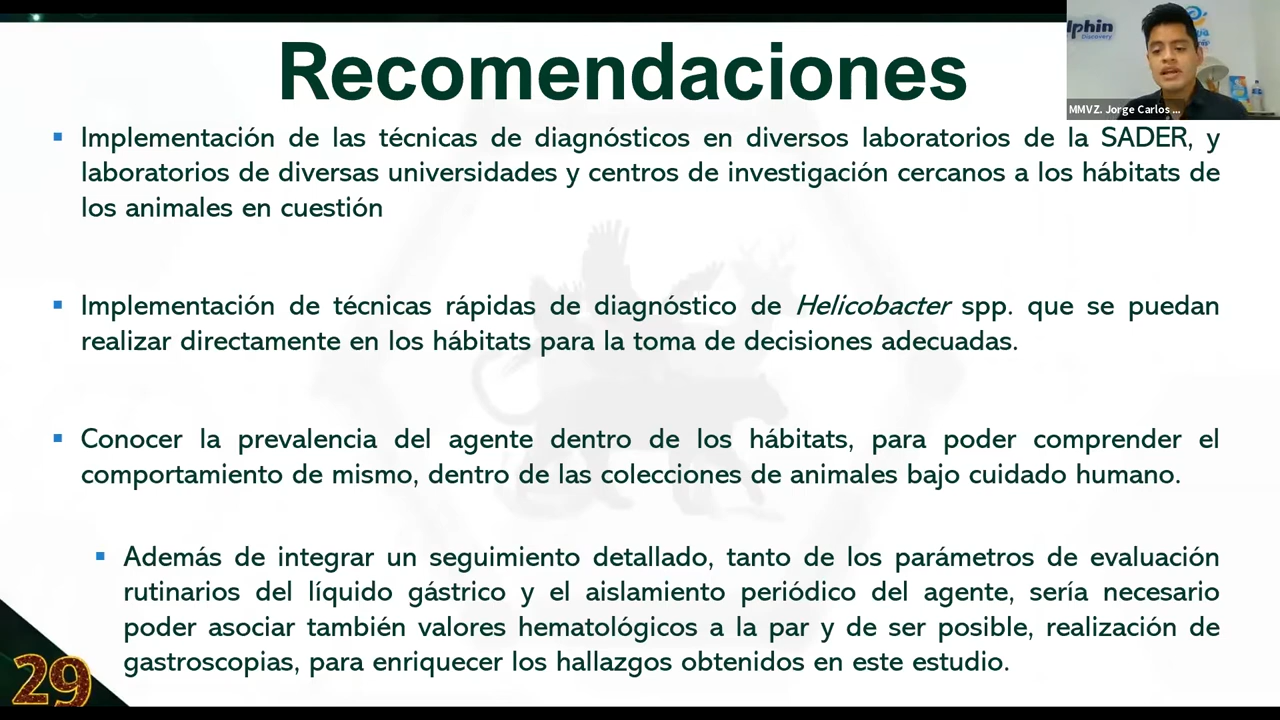 Recomendaciones
lphin
Discovery
MMVZ. Jorge Carlos ...
Implementación de las técnicas de diagnósticos en diversos laboratorios de la SADER, y
laboratorios de diversas universidades y centros de investigación cercanos a los hábitats de
los animales en cuestión
Implementación de técnicas rápidas de diagnóstico de Helicobacter spp. que se puedan
realizar directamente en los hábitats para la toma de decisiones adecuadas.
Conocer la prevalencia del agente dentro de los hábitats, para poder comprender el
comportamiento de mismo, dentro de las colecciones de animales bajo cuidado humano.
Además de integrar un seguimiento detallado, tanto de los parámetros de evaluación
rutinarios del líquido gástrico y el aislamiento periódico del agente, sería necesario
poder asociar también valores hematológicos a la par y de ser posible, realización de
gastroscopias, para enriquecer los hallazgos obtenidos en este estudio.
29